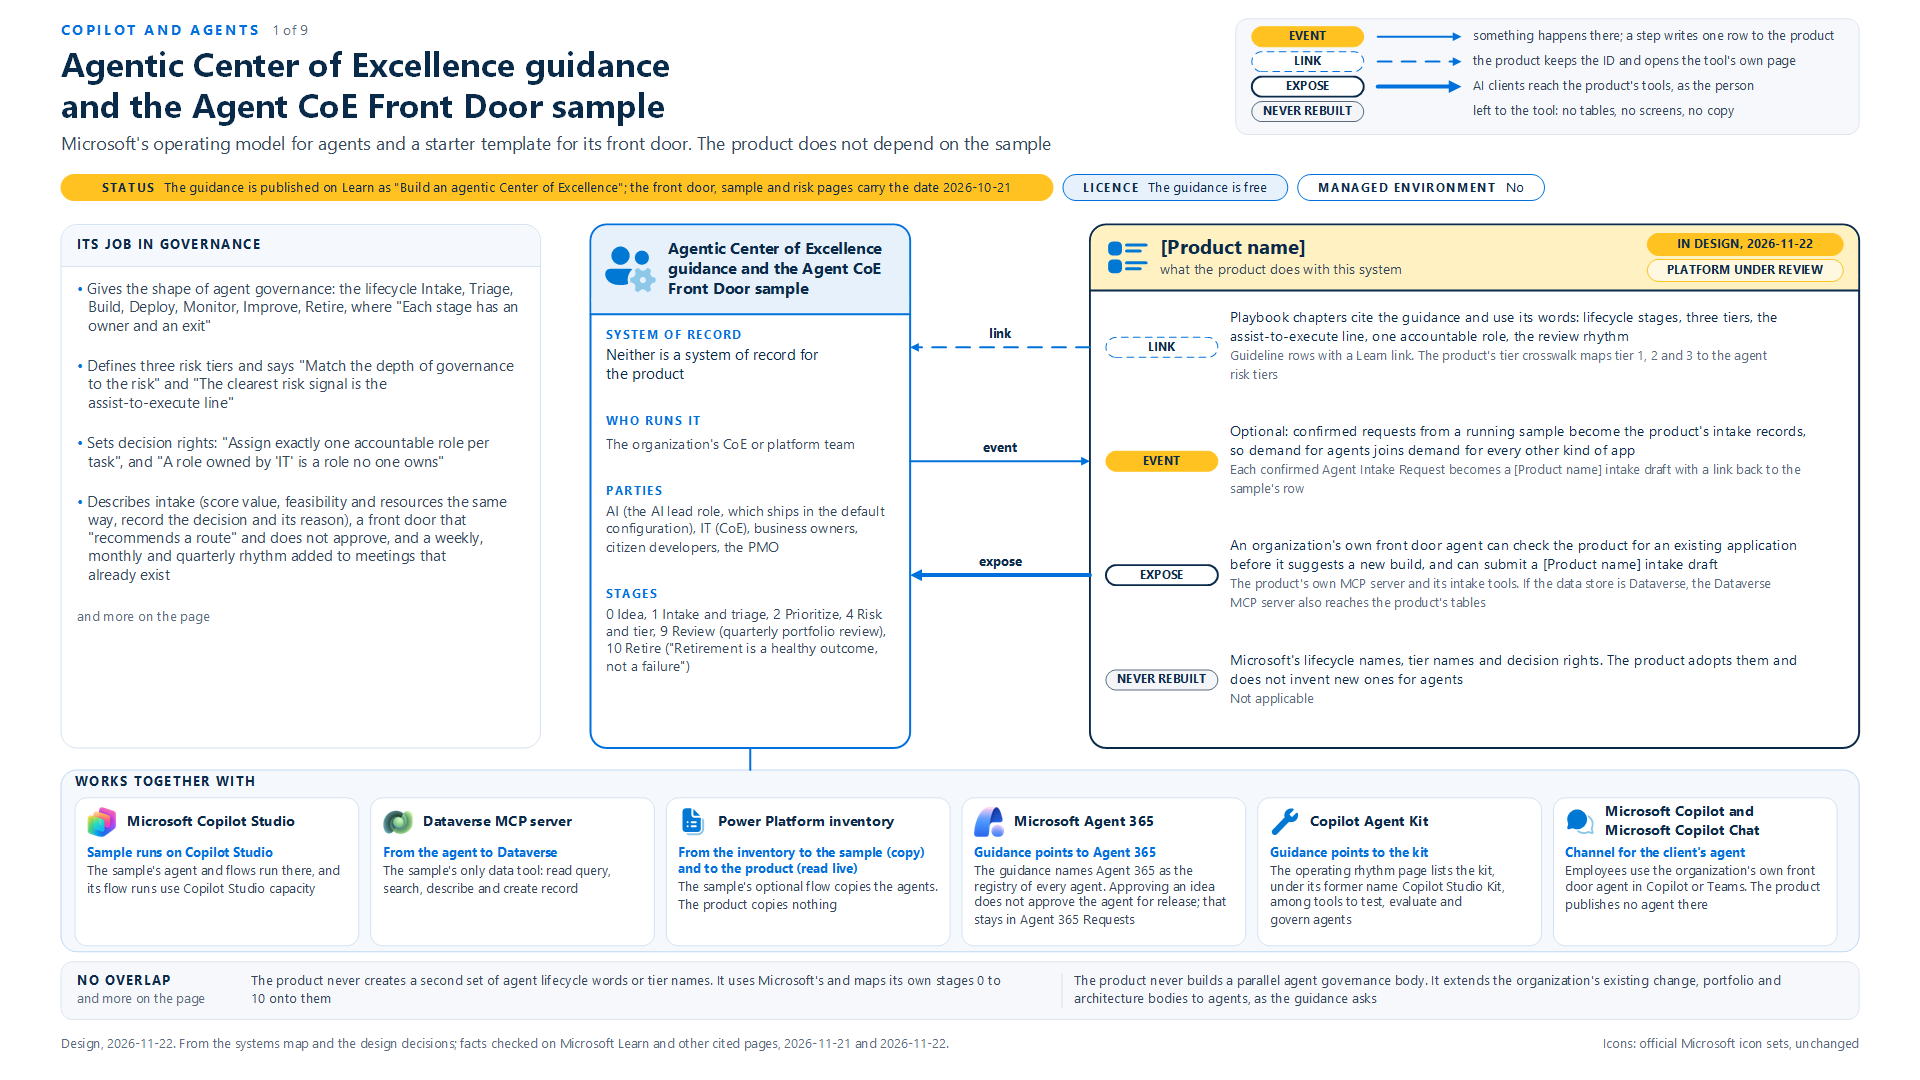 COPILOT AND AGENTS 1 of 9
Agentic Center of Excellence guidance
and the Agent CoE Front Door sample
Microsoft's operating model for agents and a starter template for its front door. The product does not depend on the sample
EVENT something happens there; a step writes one row to the product
LINK the product keeps the ID and opens the tool's own page
EXPOSE AI clients reach the product's tools, as the person
NEVER REBUILT left to the tool: no tables, no screens, no copy
STATUS The guidance is published on Learn as "Build an agentic Center of Excellence"; the front door, sample and risk pages carry the date 2026-10-21
LICENCE The guidance is free
MANAGED ENVIRONMENT No
ITS JOB IN GOVERNANCE
• Gives the shape of agent governance: the lifecycle Intake, Triage,
Build, Deploy, Monitor, Improve, Retire, where "Each stage has an
owner and an exit"
• Defines three risk tiers and says "Match the depth of governance
to the risk" and "The clearest risk signal is the
assist-to-execute line"
• Sets decision rights: "Assign exactly one accountable role per
task", and "A role owned by 'IT' is a role no one owns"
• Describes intake (score value, feasibility and resources the same
way, record the decision and its reason), a front door that
"recommends a route" and does not approve, and a weekly,
monthly and quarterly rhythm added to meetings that
already exist
and more on the page
Agentic Center of Excellence
guidance and the Agent CoE
Front Door sample
SYSTEM OF RECORD
Neither is a system of record for
the product
WHO RUNS IT
The organization's CoE or platform team
PARTIES
AI (the AI lead role, which ships in the default
configuration), IT (CoE), business owners,
citizen developers, the PMO
STAGES
0 Idea, 1 Intake and triage, 2 Prioritize, 4 Risk
and tier, 9 Review (quarterly portfolio review),
10 Retire ("Retirement is a healthy outcome,
not a failure")
link
event
expose
[Product name]
what the product does with this system
IN DESIGN, 2026-11-22
PLATFORM UNDER REVIEW
LINK
Playbook chapters cite the guidance and use its words: lifecycle stages, three tiers, the
assist-to-execute line, one accountable role, the review rhythm
Guideline rows with a Learn link. The product's tier crosswalk maps tier 1, 2 and 3 to the agent
risk tiers
EVENT
Optional: confirmed requests from a running sample become the product's intake records,
so demand for agents joins demand for every other kind of app
Each confirmed Agent Intake Request becomes a [Product name] intake draft with a link back to the
sample's row
EXPOSE
An organization's own front door agent can check the product for an existing application
before it suggests a new build, and can submit a [Product name] intake draft
The product's own MCP server and its intake tools. If the data store is Dataverse, the Dataverse
MCP server also reaches the product's tables
NEVER REBUILT
Microsoft's lifecycle names, tier names and decision rights. The product adopts them and
does not invent new ones for agents
Not applicable
WORKS TOGETHER WITH
Microsoft Copilot Studio
Sample runs on Copilot Studio
The sample's agent and flows run there, and
its flow runs use Copilot Studio capacity
Dataverse MCP server
From the agent to Dataverse
The sample's only data tool: read query,
search, describe and create record
Power Platform inventory
From the inventory to the sample (copy)
and to the product (read live)
The sample's optional flow copies the agents.
The product copies nothing
Microsoft Agent 365
Guidance points to Agent 365
The guidance names Agent 365 as the
registry of every agent. Approving an idea
does not approve the agent for release; that
stays in Agent 365 Requests
Copilot Agent Kit
Guidance points to the kit
The operating rhythm page lists the kit,
under its former name Copilot Studio Kit,
among tools to test, evaluate and
govern agents
Microsoft Copilot and
Microsoft Copilot Chat
Channel for the client's agent
Employees use the organization's own front
door agent in Copilot or Teams. The product
publishes no agent there
NO OVERLAP
and more on the page
The product never creates a second set of agent lifecycle words or tier names. It uses Microsoft's and maps its own stages 0 to
10 onto them
The product never builds a parallel agent governance body. It extends the organization's existing change, portfolio and
architecture bodies to agents, as the guidance asks
Design, 2026-11-22. From the systems map and the design decisions; facts checked on Microsoft Learn and other cited pages, 2026-11-21 and 2026-11-22.
Icons: official Microsoft icon sets, unchanged